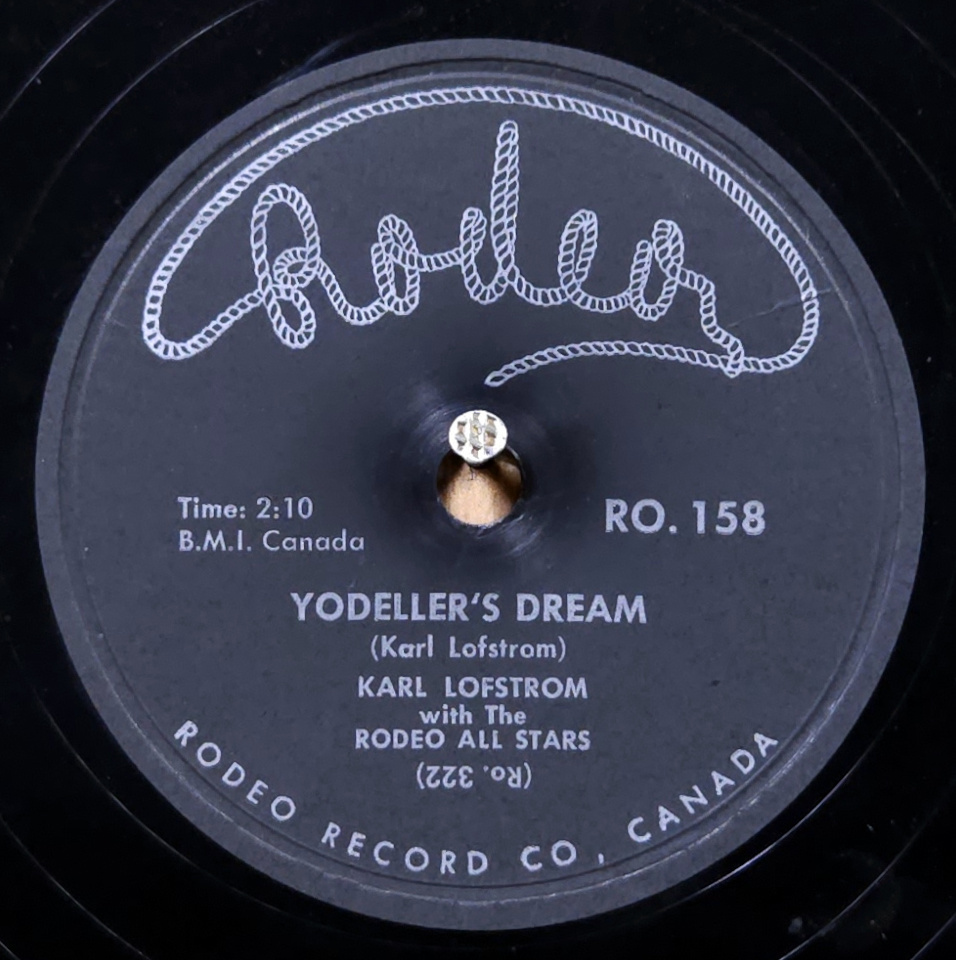 Rodeo
Time: 2:10
B.M.I. Canada
RO. 158
YODELLER'S DREAM
(Karl Lofstrom)
KARL LOFSTROM
with The
RODEO ALL STARS
(Ro. 322)
RODEO RECORD CO., CANADA